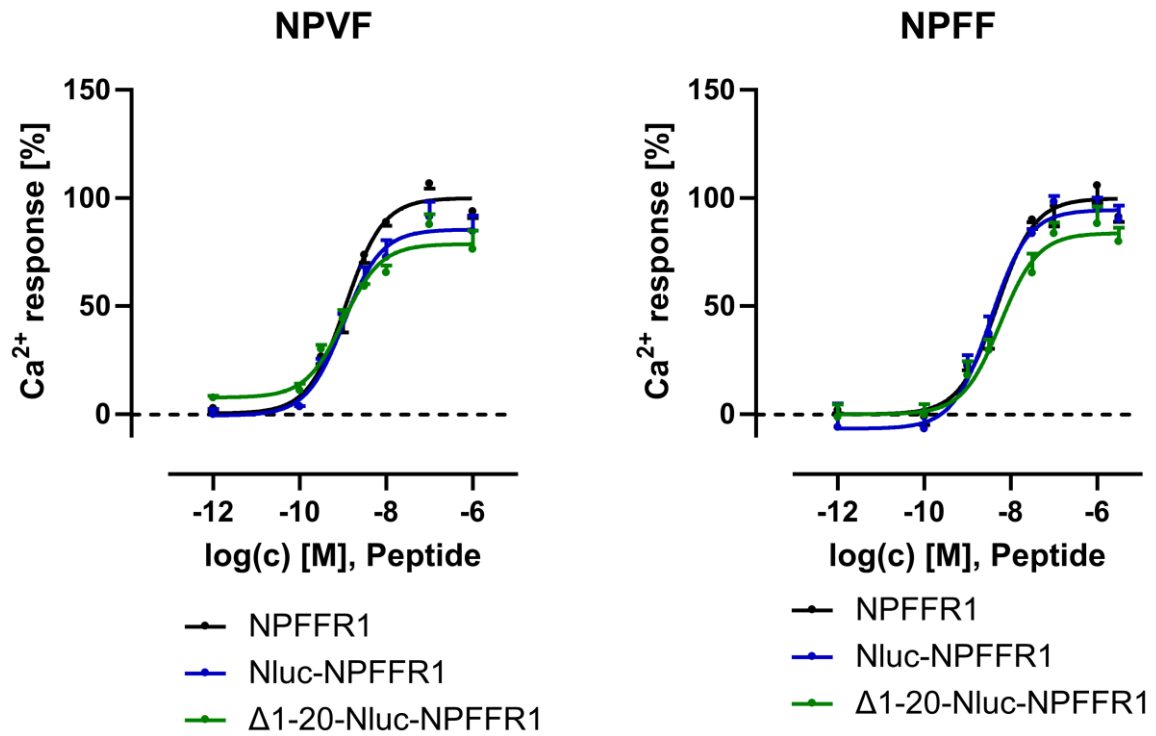 NPVF
Ca²⁺ response [%]
150
100
50
0
-12 -10 -8 -6
log(c) [M], Peptide
NPFFR1
Nluc-NPFFR1
Δ1-20-Nluc-NPFFR1
NPFF
Ca²⁺ response [%]
150
100
50
0
-12 -10 -8 -6
log(c) [M], Peptide
NPFFR1
Nluc-NPFFR1
Δ1-20-Nluc-NPFFR1